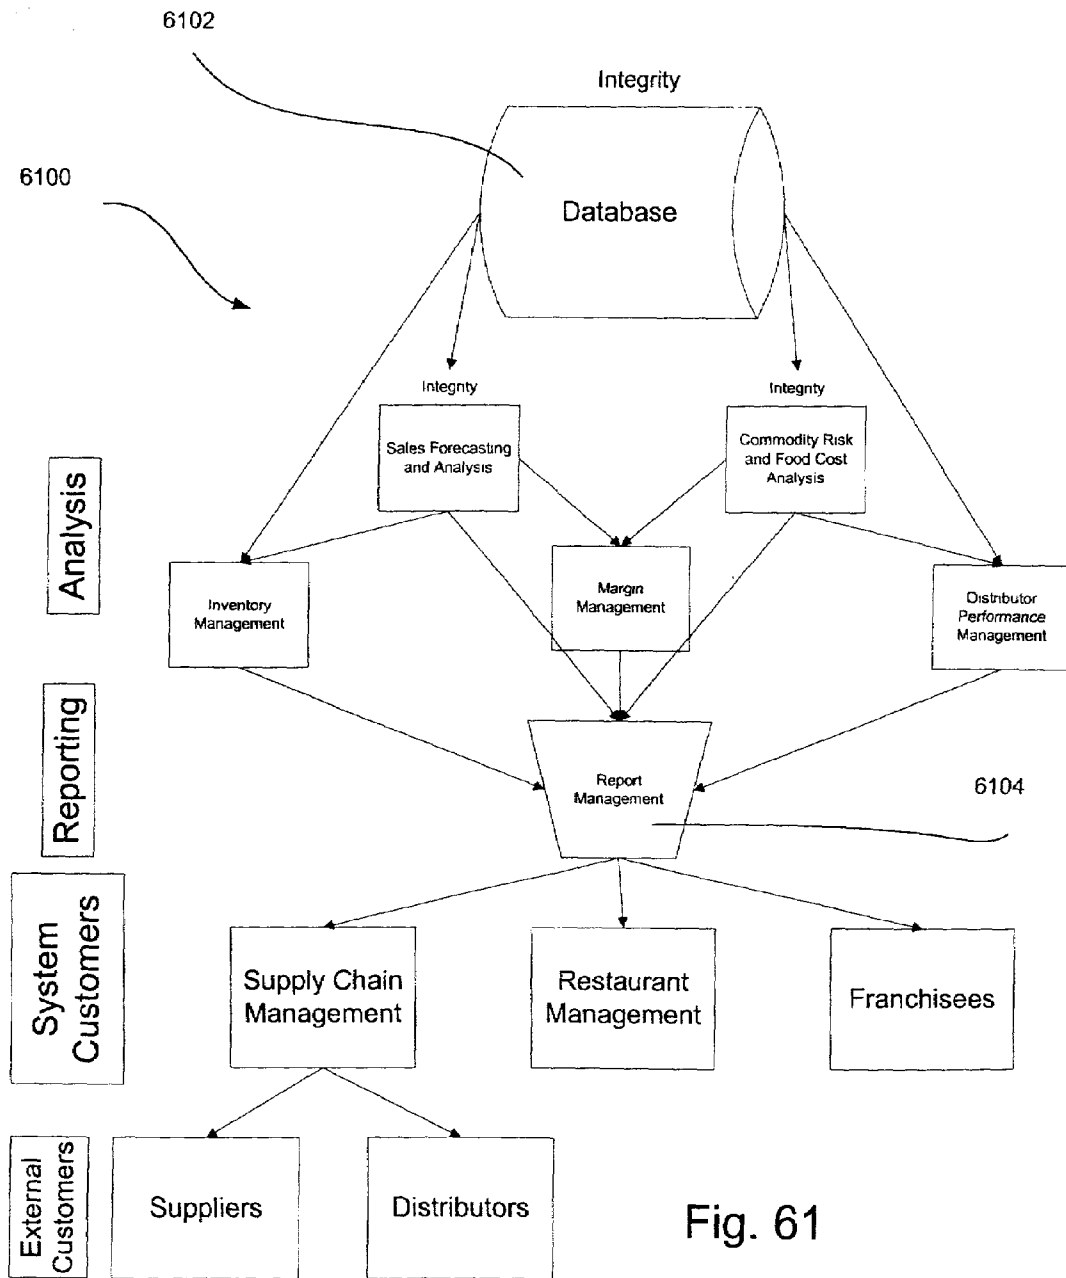 6102
Integrity
6100
Database
Integrity
Integrity
Sales Forecasting
and Analysis
Commodity Risk
and Food Cost
Analysis
Analysis
Inventory
Management
Margin
Management
Distributor
Performance
Management
Reporting
Report
Management
6104
System
Customers
Supply Chain
Management
Restaurant
Management
Franchisees
External
Customers
Suppliers
Distributors
Fig. 61